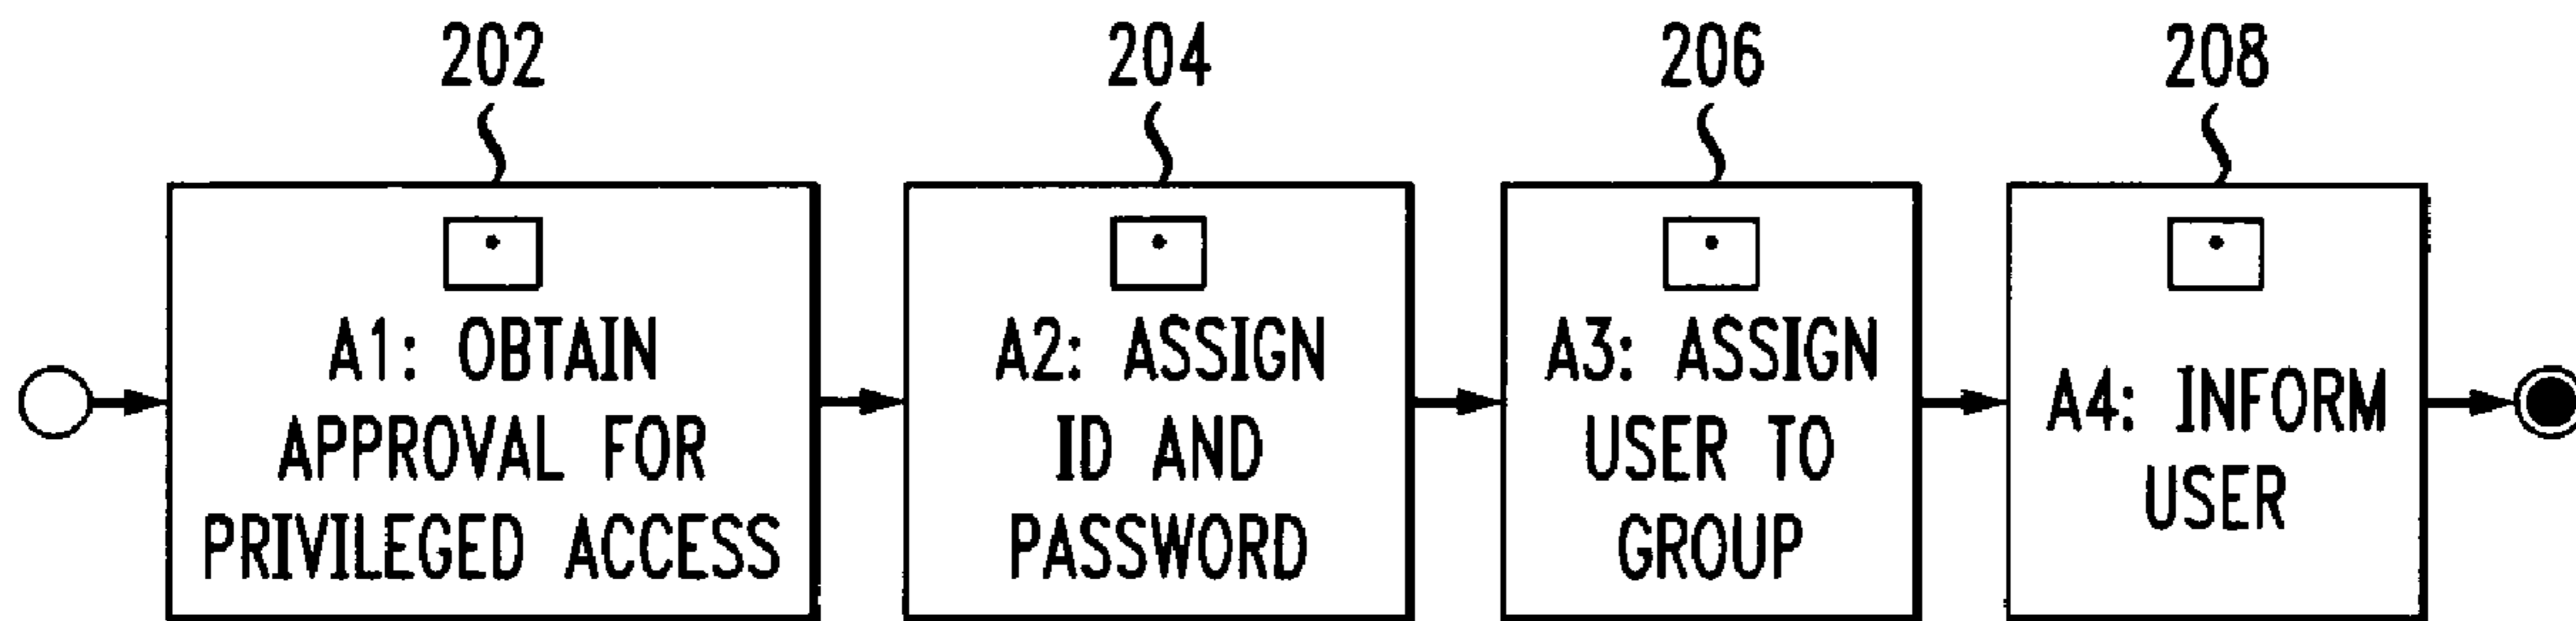 202
204
206
208
A1: OBTAIN
APPROVAL FOR
PRIVILEGED ACCESS
A2: ASSIGN
ID AND
PASSWORD
A3: ASSIGN
USER TO
GROUP
A4: INFORM
USER